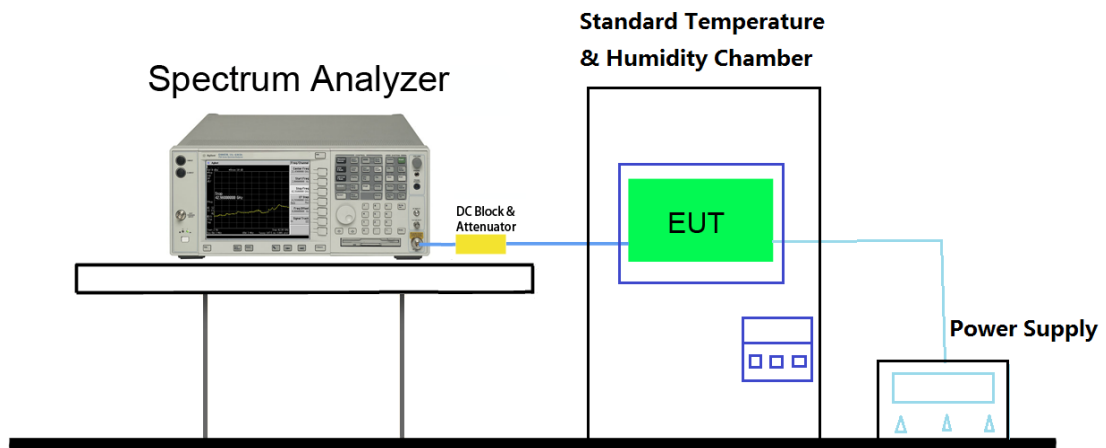 Standard Temperature
& Humidity Chamber
Spectrum Analyzer
DC Block &
Attenuator
EUT
Power Supply